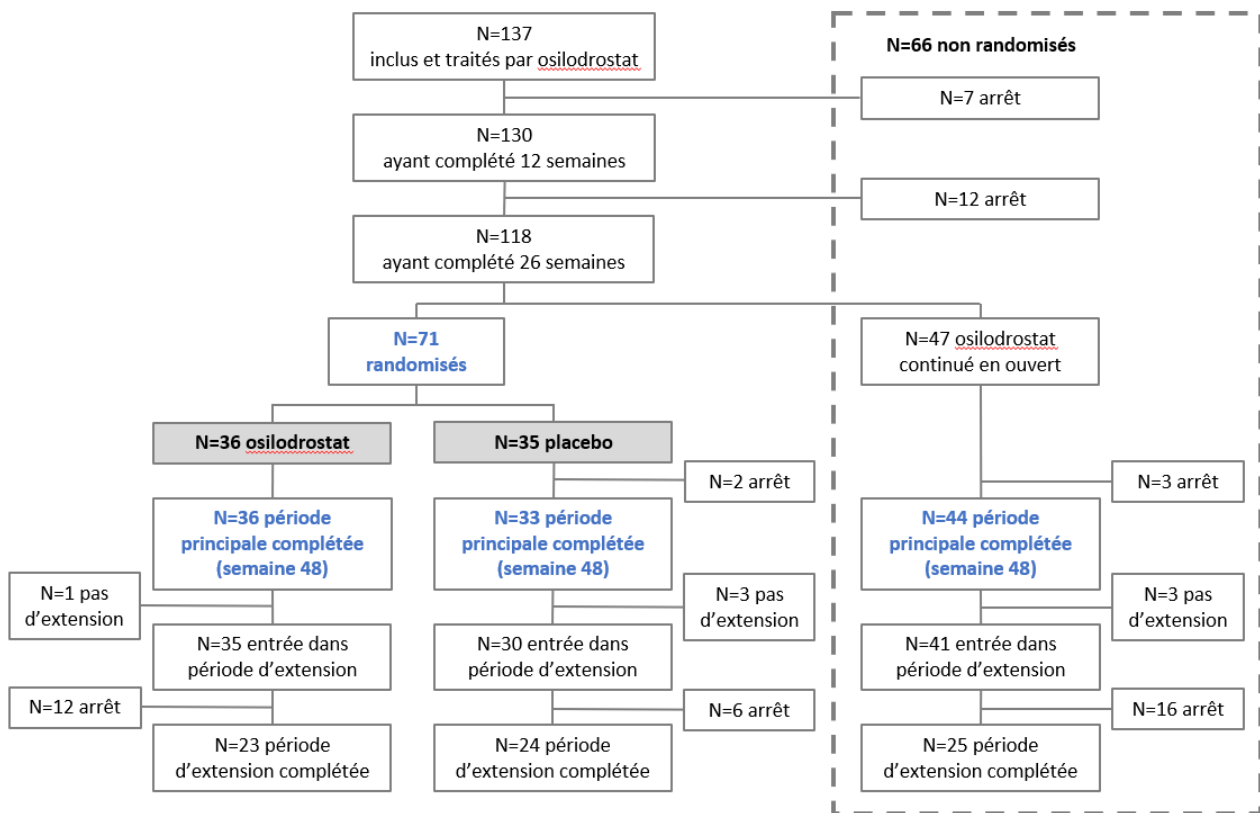 N=137
inclus et traités par osilodrostat
N=66 non randomisés
N=7 arrêt
N=130
ayant complété 12 semaines
N=12 arrêt
N=118
ayant complété 26 semaines
N=71
randomisés
N=47 osilodrostat
continué en ouvert
N=36 osilodrostat
N=35 placebo
N=2 arrêt
N=3 arrêt
N=36 période
principale complétée
(semaine 48)
N=33 période
principale complétée
(semaine 48)
N=44 période
principale complétée
(semaine 48)
N=1 pas
d’extension
N=3 pas
d’extension
N=3 pas
d’extension
N=35 entrée dans
période d’extension
N=30 entrée dans
période d’extension
N=41 entrée dans
période d’extension
N=12 arrêt
N=6 arrêt
N=16 arrêt
N=23 période
d’extension complétée
N=24 période
d’extension complétée
N=25 période
d’extension complétée